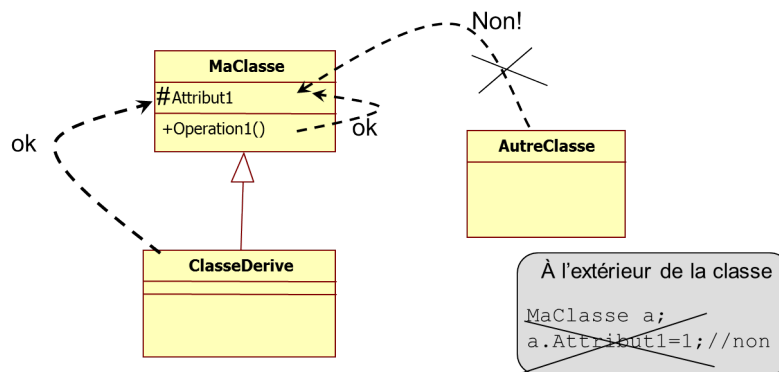 Non!
MaClasse
#Attribut1
+Operation1()
ok
ok
AutreClasse
ClasseDerive
À l'extérieur de la classe
MaClasse a;
a.Attribut1=1;//non